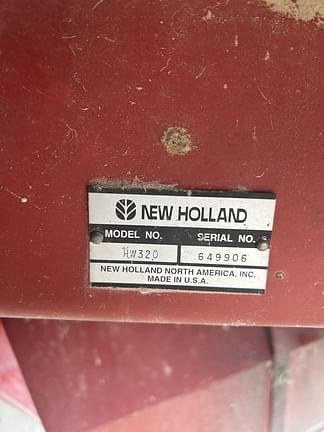 NEW HOLLAND
MODEL NO. SERIAL NO.
HW320 649906
NEW HOLLAND NORTH AMERICA, INC.
MADE IN U.S.A.